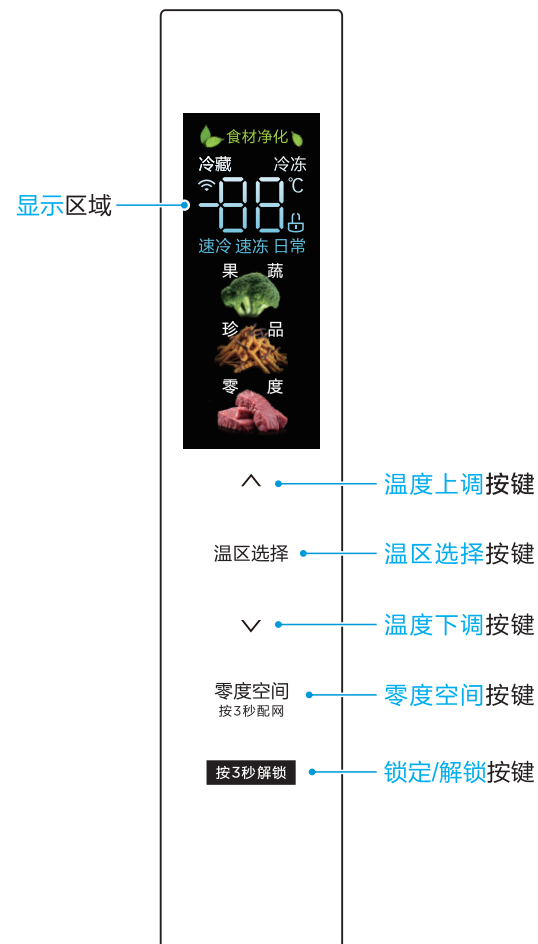 食材净化
冷藏 冷冻
-88℃
显示区域
速冷 速冻 日常
果 蔬
珍 品
零 度
温度上调按键
温区选择 温区选择按键
温度下调按键
零度空间 零度空间按键
按3秒配网
按3秒解锁 锁定/解锁按键